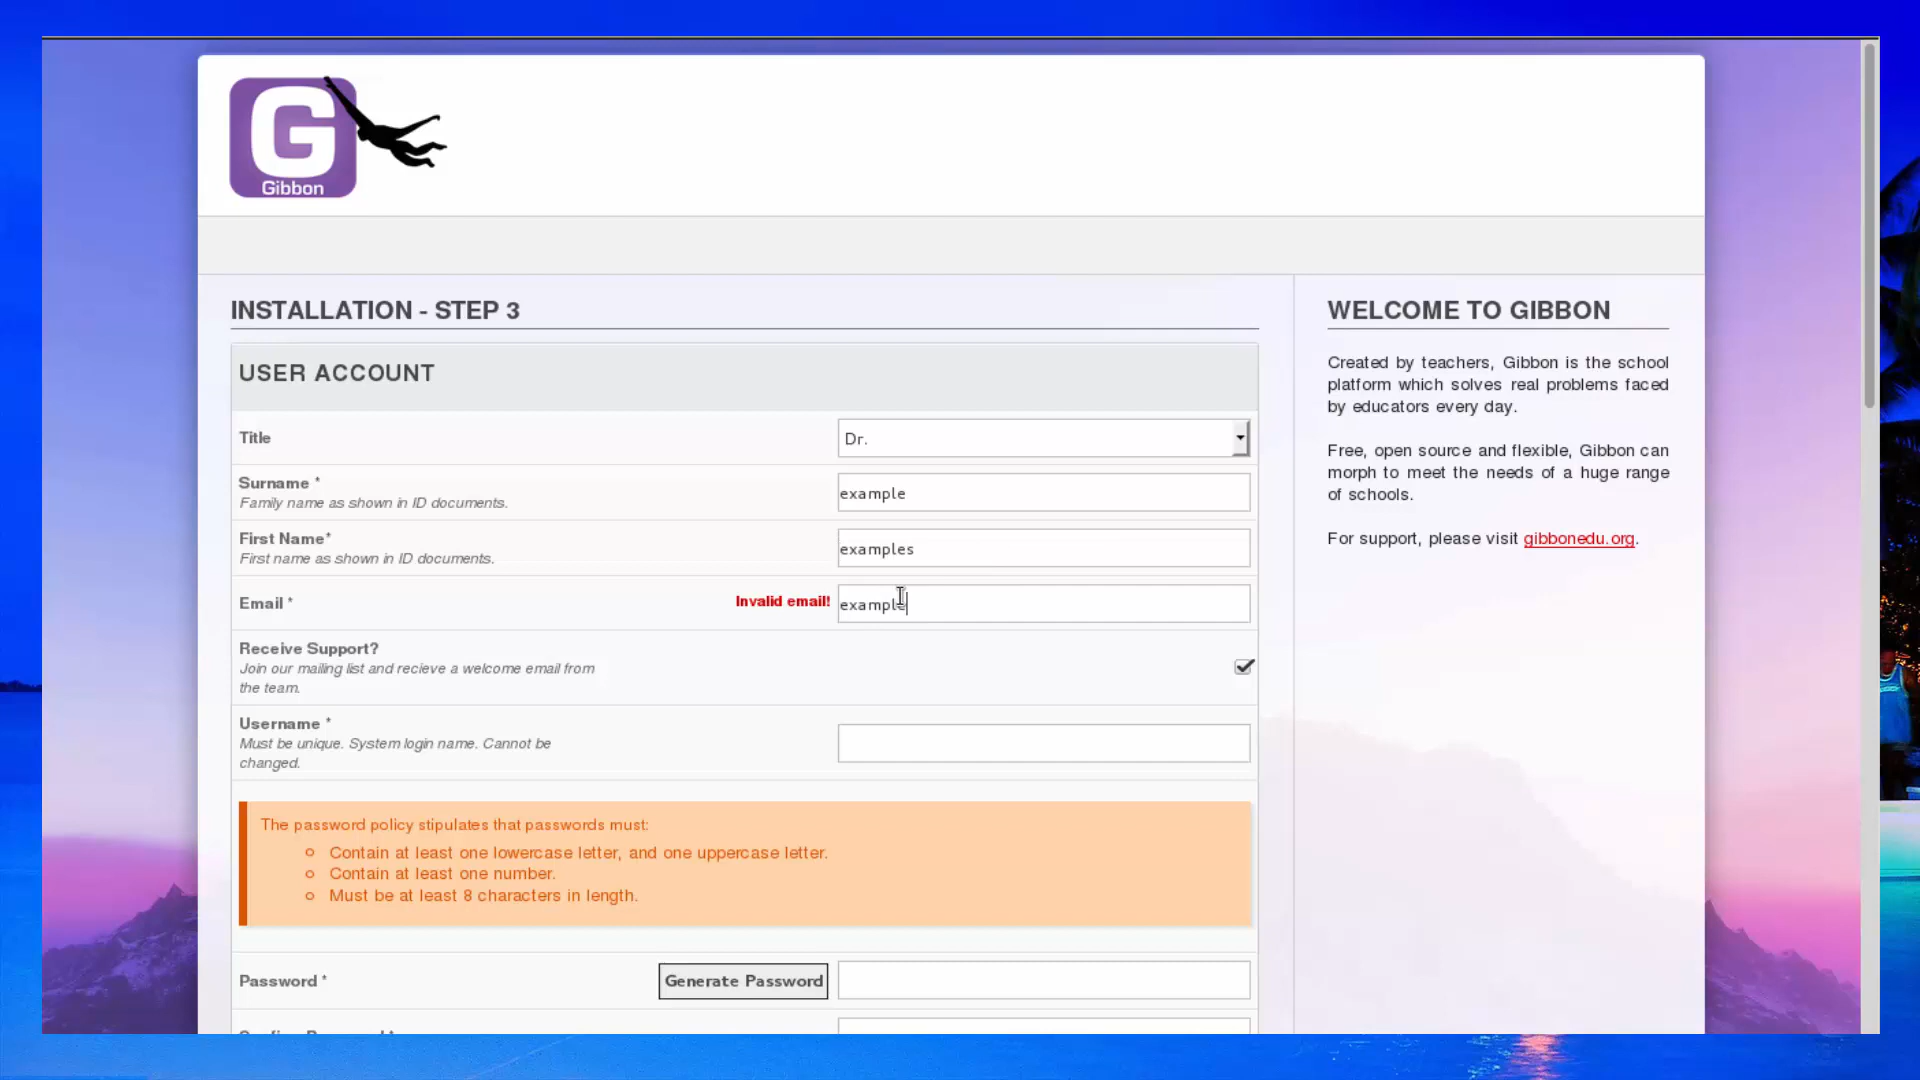 G
Gibbon
INSTALLATION - STEP 3
USER ACCOUNT
Title
Dr.
Surname *
Family name as shown in ID documents.
example
First Name*
First name as shown in ID documents.
examples
Email *
Invalid email!
example
Receive Support?
Join our mailing list and recieve a welcome email from
the team.
Username *
Must be unique. System login name. Cannot be
changed.
The password policy stipulates that passwords must:
Contain at least one lowercase letter, and one uppercase letter.
Contain at least one number.
Must be at least 8 characters in length.
Password *
Generate Password
WELCOME TO GIBBON
Created by teachers, Gibbon is the school
platform which solves real problems faced
by educators every day.
Free, open source and flexible, Gibbon can
morph to meet the needs of a huge range
of schools.
For support, please visit gibbonedu.org.